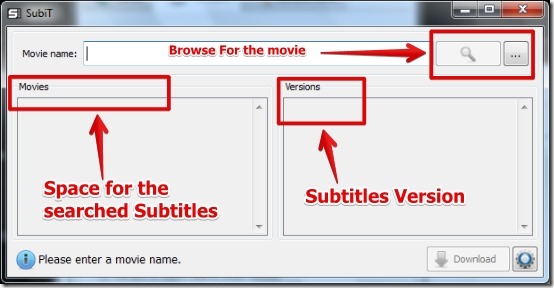 SubiT
Movie name:
Browse For the movie
...
Movies
Versions
Space for the
searched Subtitles
Subtitles Version
Please enter a movie name.
Download